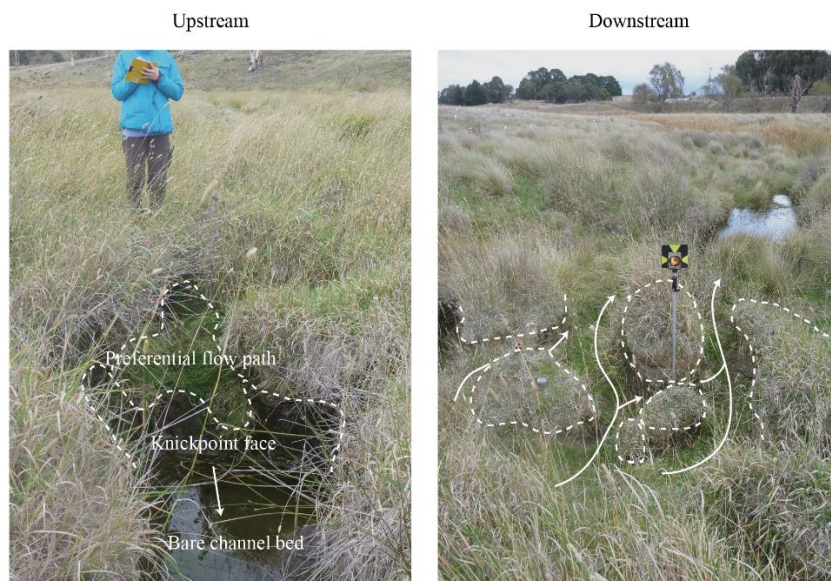 Upstream
Downstream
Preferential flow path
Knickpoint face
Bare channel bed